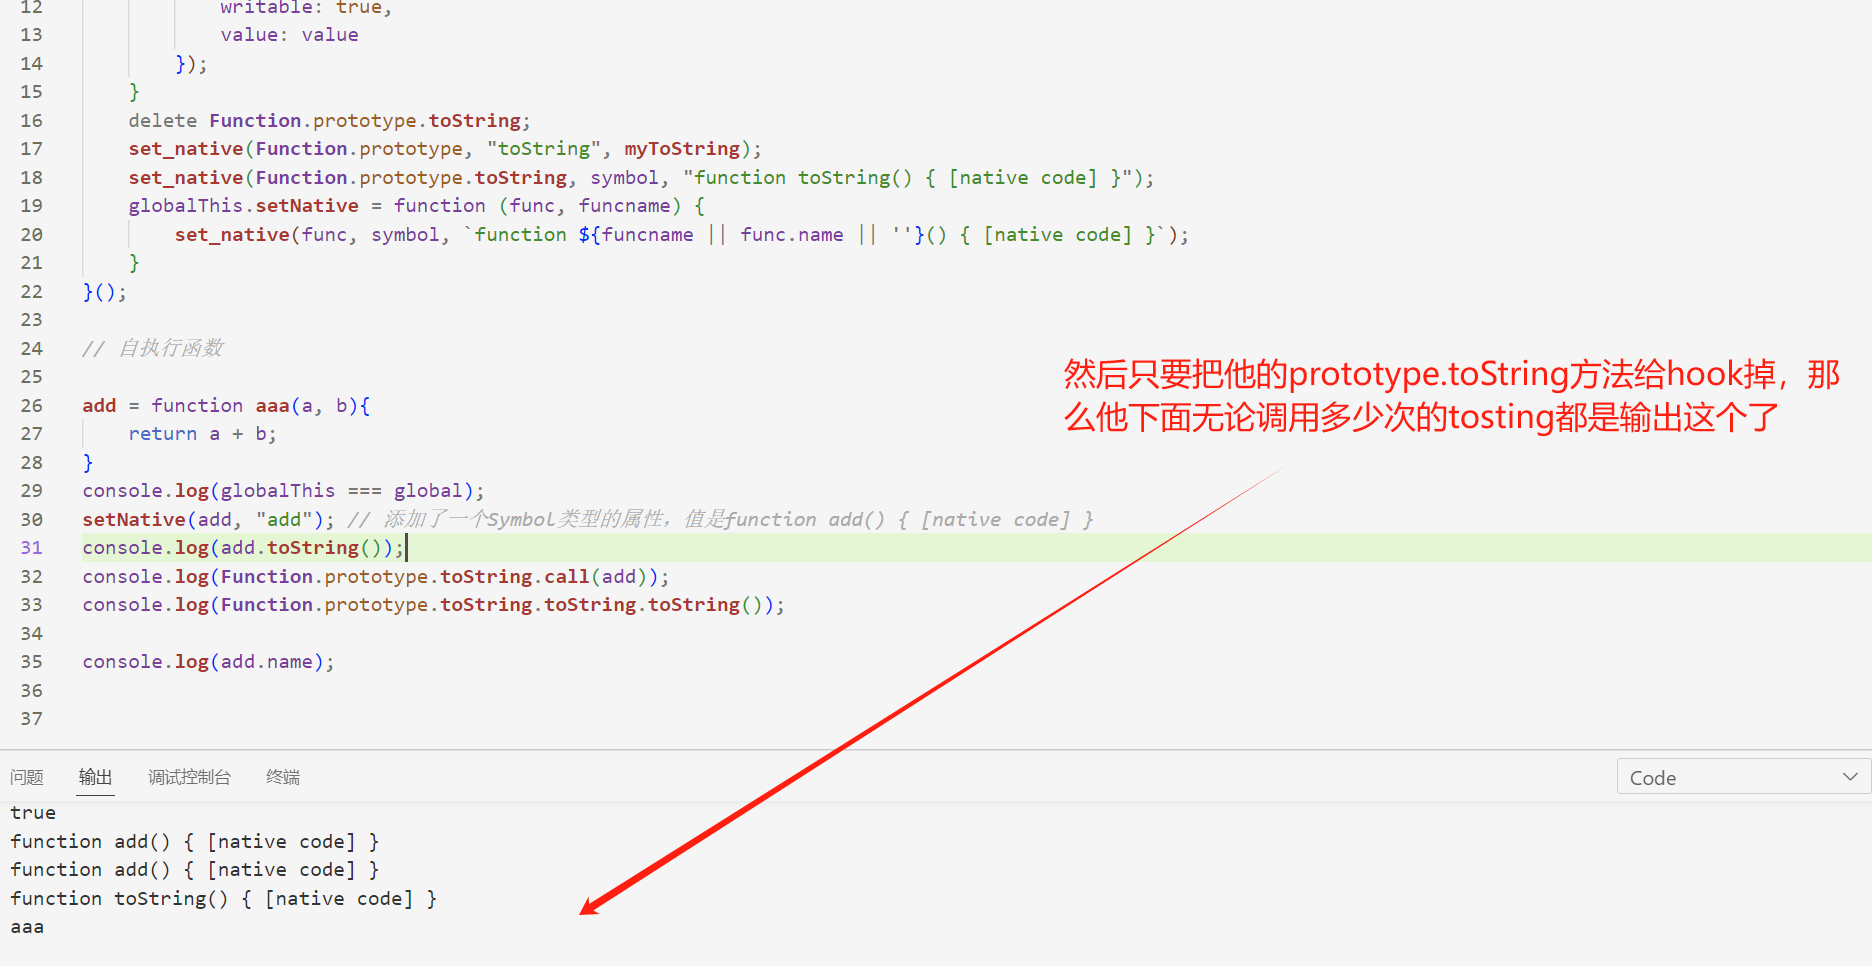 12 writable: true,
13 value: value
14 });
15 }
16 delete Function.prototype.toString;
17 set_native(Function.prototype, "toString", myToString);
18 set_native(Function.prototype.toString, symbol, "function toString() { [native code] }");
19 globalThis.setNative = function (func, funcname) {
20 set_native(func, symbol, `function ${funcname || func.name || ''}() { [native code] }`);
21 }
22 }();
23
24 // 自执行函数
25
26 add = function aaa(a, b){
27 return a + b;
28 }
29 console.log(globalThis === global);
30 setNative(add, "add"); // 添加了一个Symbol类型的属性，值是function add() { [native code] }
31 console.log(add.toString());
32 console.log(Function.prototype.toString.call(add));
33 console.log(Function.prototype.toString.toString.toString());
34
35 console.log(add.name);
36
37
然后只要把他的prototype.toString方法给hook掉，那
么他下面无论调用多少次的tosting都是输出这个了
问题 输出 调试控制台 终端 Code
true
function add() { [native code] }
function add() { [native code] }
function toString() { [native code] }
aaa